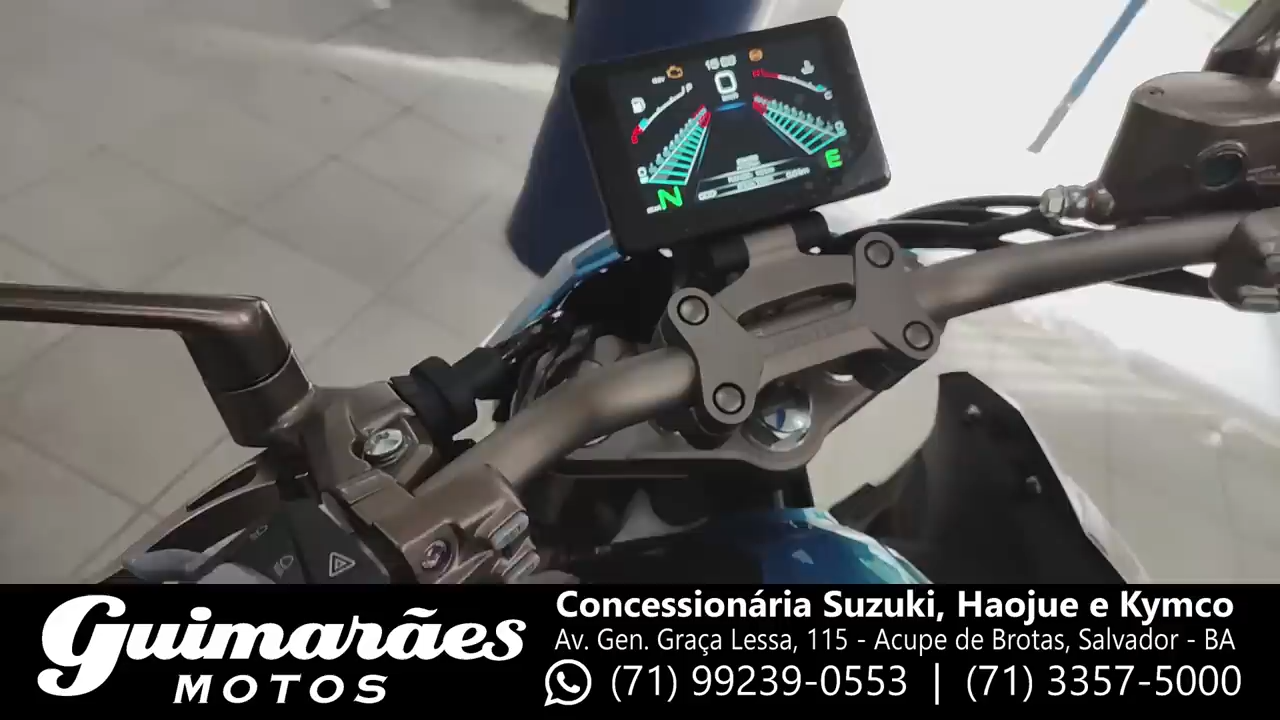 0
N
E
Guimarães
MOTOS
Concessionária Suzuki, Haojue e Kymco
Av. Gen. Graça Lessa, 115 - Acupe de Brotas, Salvador - BA
(71) 99239-0553 | (71) 3357-5000